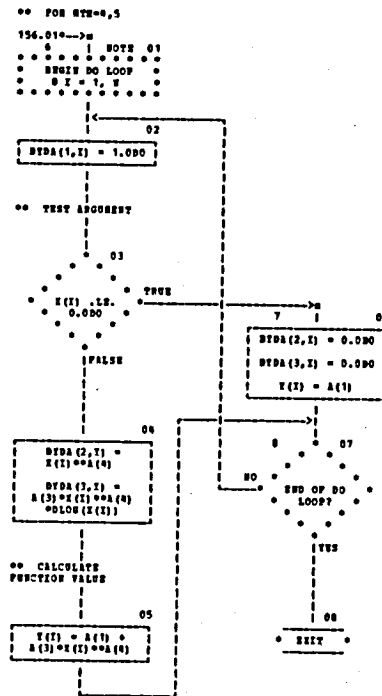 ** FOR MTH=4,5
156.01*-->*
6 | NOTE 01
BEGIN DO LOOP
8 I = 1, N
02
DYDA(1,I) = 1.0D0
** TEST ARGUMENT
03
X(I) .LE. 0.0D0
TRUE
FALSE
7
DYDA(2,I) = 0.0D0
DYDA(3,I) = 0.0D0
Y(I) = A(1)
04
DYDA(2,I) =
X(I)**A(4)
DYDA(3,I) =
A(3)*X(I)**A(4)
*DLOG(X(I))
8 07
END OF DO
LOOP?
NO
YES
** CALCULATE
FUNCTION VALUE
05
Y(I) = A(1) +
A(3)*X(I)**A(4)
08
EXIT